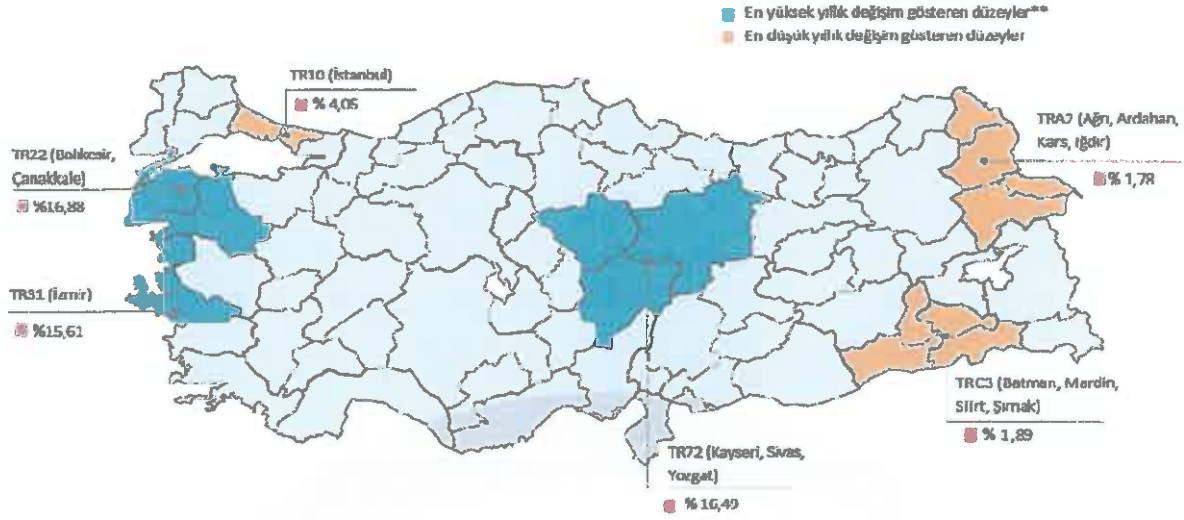 En yüksek yıllık değişim gösteren düzeyler**
En düşük yıllık değişim gösteren düzeyler
TR10 (İstanbul)
% 4,05
TRA2 (Ağrı, Ardahan,
Kars, Iğdır)
% 1,78
TR22 (Balıkesir,
Çanakkale)
%16,88
TR31 (İzmir)
%15,61
TRC3 (Batman, Mardin,
Siirt, Şırnak)
% 1,89
TR72 (Kayseri, Sivas,
Yozgat)
% 16,49